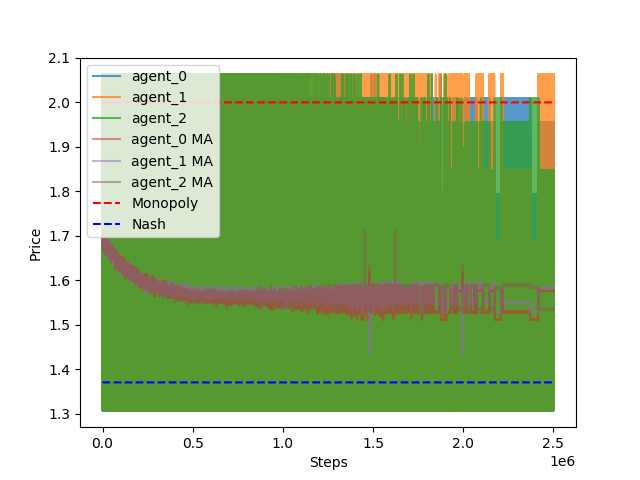 agent_0
agent_1
agent_2
agent_0 MA
agent_1 MA
agent_2 MA
Monopoly
Nash
Price
2.1
2.0
1.9
1.8
1.7
1.6
1.5
1.4
1.3
0.0 0.5 1.0 1.5 2.0 2.5
1e6
Steps